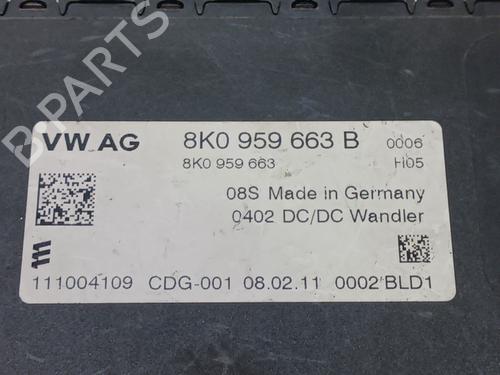 VW AG 8K0 959 663 B 0006
8K0 959 663 H05
08S Made in Germany
0402 DC/DC Wandler
111004109 CDG-001 08.02.11 0002 BLD1
B-PARTS